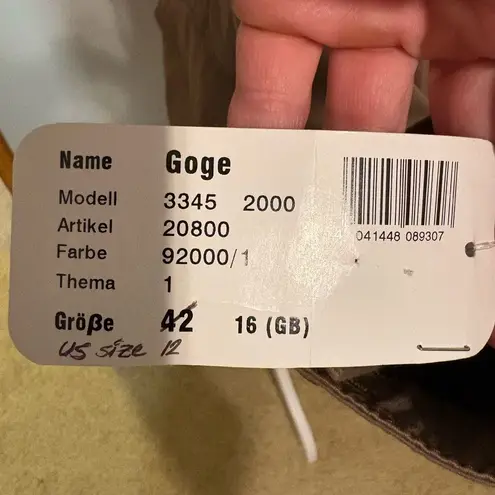 Name Goge
Modell 3345 2000
Artikel 20800
Farbe 92000/1
Thema 1
Größe 42 16 (GB)
US size 12
041448 089307